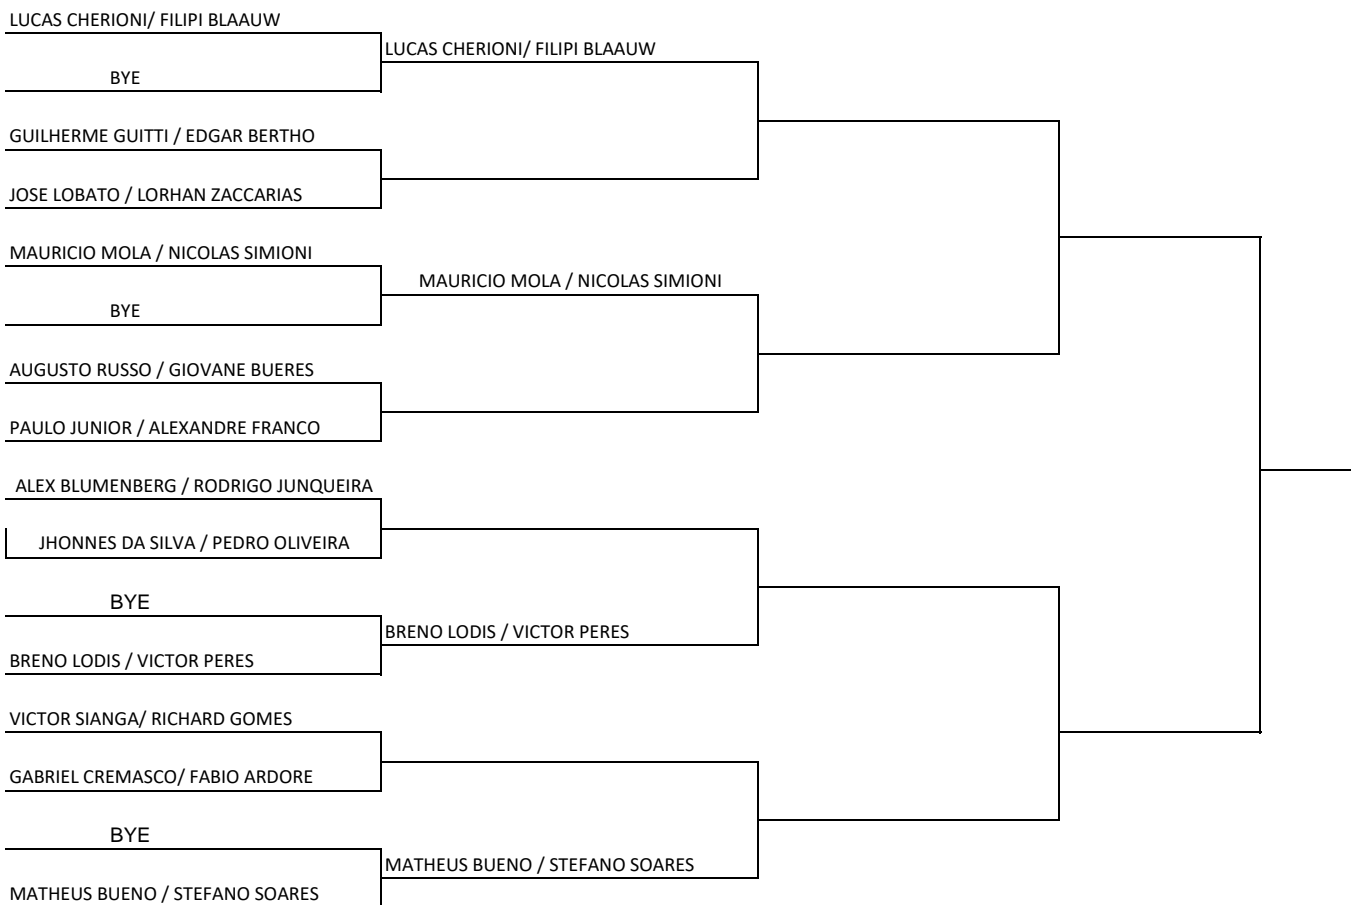 LUCAS CHERIONI/ FILIPI BLAAUW
LUCAS CHERIONI/ FILIPI BLAAUW
BYE
GUILHERME GUITTI / EDGAR BERTHO
JOSE LOBATO / LORHAN ZACCARIAS
MAURICIO MOLA / NICOLAS SIMIONI
MAURICIO MOLA / NICOLAS SIMIONI
BYE
AUGUSTO RUSSO / GIOVANE BUERES
PAULO JUNIOR / ALEXANDRE FRANCO
ALEX BLUMENBERG / RODRIGO JUNQUEIRA
JHONNES DA SILVA / PEDRO OLIVEIRA
BYE
BRENO LODIS / VICTOR PERES
BRENO LODIS / VICTOR PERES
VICTOR SIANGA/ RICHARD GOMES
GABRIEL CREMASCO/ FABIO ARDORE
BYE
MATHEUS BUENO / STEFANO SOARES
MATHEUS BUENO / STEFANO SOARES